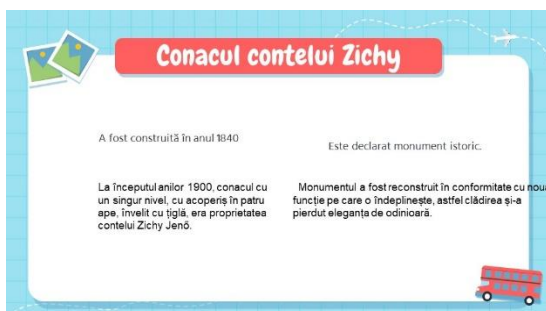 Conacul contelui Zichy
A fost construită în anul 1840
Este declarat monument istoric.
La începutul anilor 1900, conacul cu
un singur nivel, cu acoperiș în patru
ape, învelit cu țiglă, era proprietatea
contelui Zichy Jenő.
Monumentul a fost reconstruit în conformitate cu noua
funcție pe care o îndeplinește, astfel clădirea și-a
pierdut eleganța de odinioară.